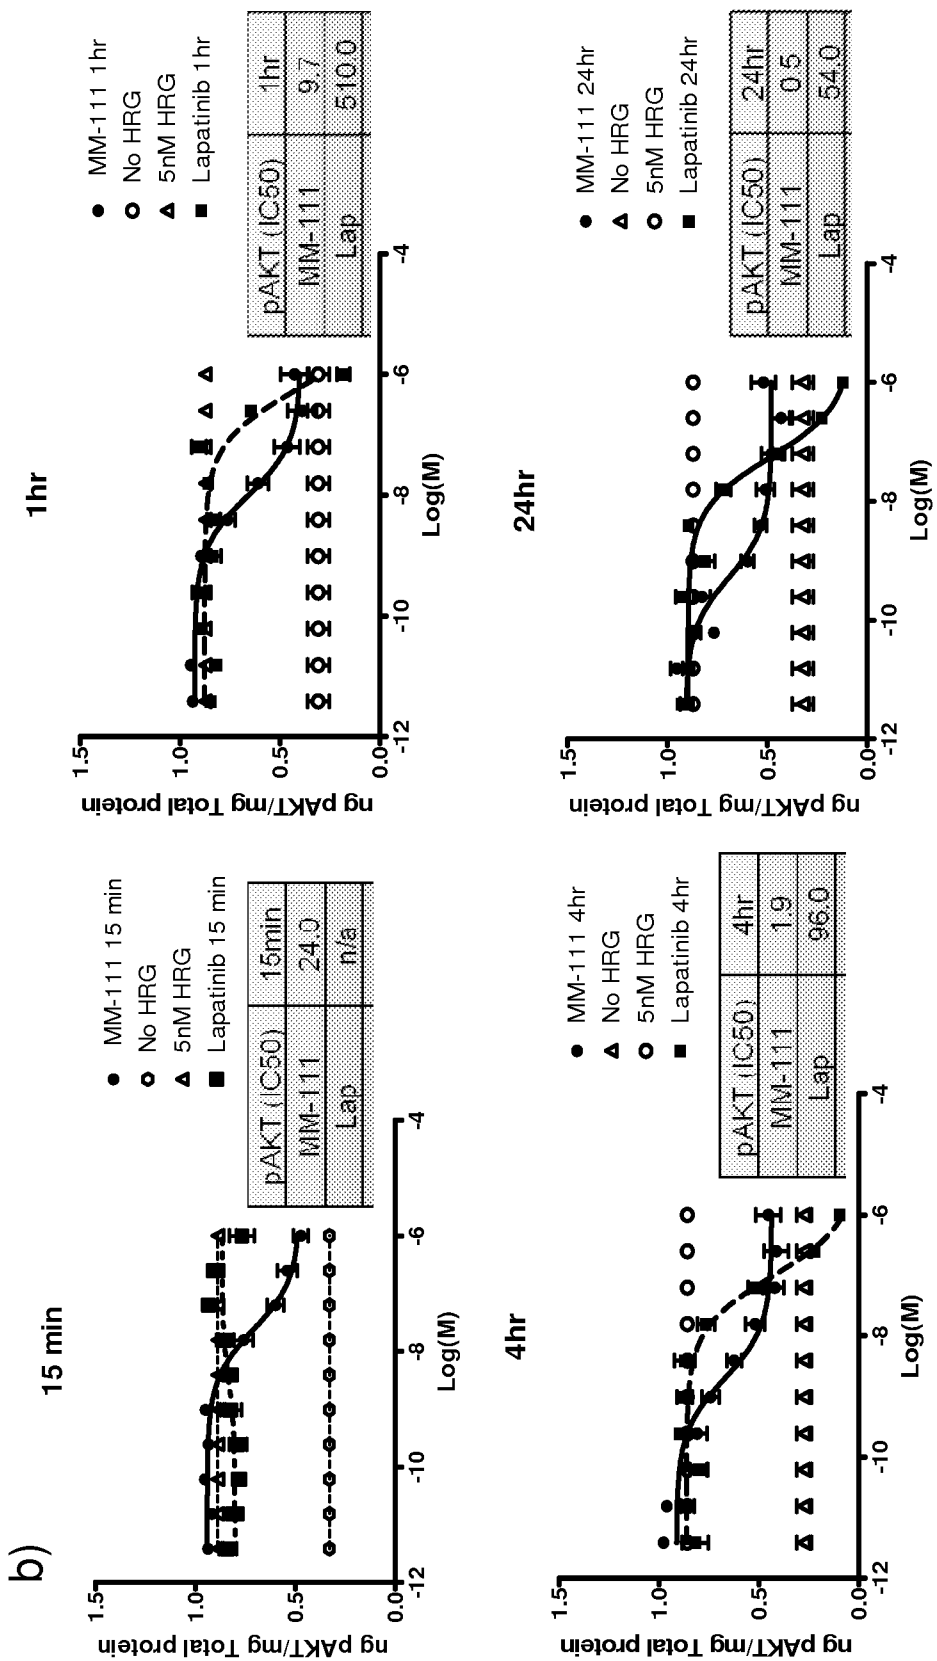 b)
15 min
ng pAKT/mg Total protein
1.5
1.0
0.5
0.0
-12
-10
-8
-6
-4
Log(M)
MM-111 15 min
No HRG
5nM HRG
Lapatinib 15 min
pAKT (IC50) 15min
MM-111 24.0
Lap n/a
1hr
ng pAKT/mg Total protein
1.5
1.0
0.5
0.0
-12
-10
-8
-6
-4
Log(M)
MM-111 1hr
No HRG
5nM HRG
Lapatinib 1hr
pAKT (IC50) 1hr
MM-111 9.7
Lap 510.0
4hr
ng pAKT/mg Total protein
1.5
1.0
0.5
0.0
-12
-10
-8
-6
-4
Log(M)
MM-111 4hr
No HRG
5nM HRG
Lapatinib 4hr
pAKT (IC50) 4hr
MM-111 1.9
Lap 96.0
24hr
ng pAKT/mg Total protein
1.5
1.0
0.5
0.0
-12
-10
-8
-6
-4
Log(M)
MM-111 24hr
No HRG
5nM HRG
Lapatinib 24hr
pAKT (IC50) 24hr
MM-111 0.5
Lap 54.0